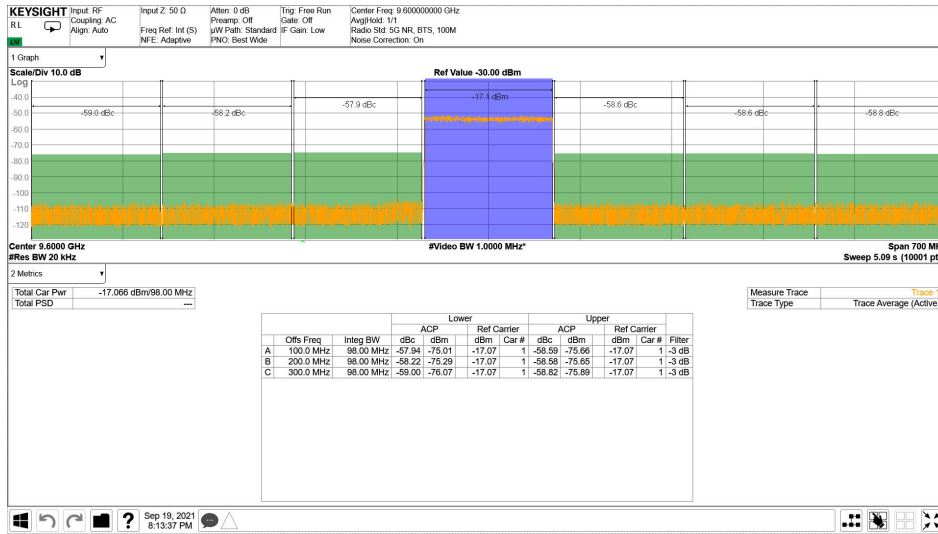 KEYSIGHT Input: RF Input Z: 50 Ω Atten: 0 dB Trig: Free Run Center Freq: 9.600000000 GHz
RL Coupling: AC Preamp: Off Gate: Off Avg|Hold: 1/1
Align: Auto Freq Ref: Int (S) µW Path: Standard IF Gain: Low Radio Std: 5G NR, BTS, 100M
NFE: Adaptive PNO: Best Wide Noise Correction: On
1 Graph
Scale/Div 10.0 dB Ref Value -30.00 dBm
Log
-40.0
-50.0
-60.0
-70.0
-80.0
-90.0
-100
-110
-120
-59.0 dBc -58.2 dBc -57.9 dBc -17.1 dBm -58.6 dBc -58.6 dBc -58.8 dBc
Center 9.6000 GHz #Video BW 1.0000 MHz* Span 700 MH
#Res BW 20 kHz Sweep 5.09 s (10001 pt
2 Metrics
Total Car Pwr -17.066 dBm/98.00 MHz Measure Trace Trace 1
Total PSD --- Trace Type Trace Average (Active
Lower Upper
ACP Ref Carrier ACP Ref Carrier
Offs Freq Integ BW dBc dBm dBm Car # dBc dBm dBm Car # Filter
A 100.0 MHz 98.00 MHz -57.94 -75.01 -17.07 1 -58.59 -75.66 -17.07 1 -3 dB
B 200.0 MHz 98.00 MHz -58.22 -75.29 -17.07 1 -58.58 -75.65 -17.07 1 -3 dB
C 300.0 MHz 98.00 MHz -59.00 -76.07 -17.07 1 -58.82 -75.89 -17.07 1 -3 dB
? Sep 19, 2021
8:13:37 PM